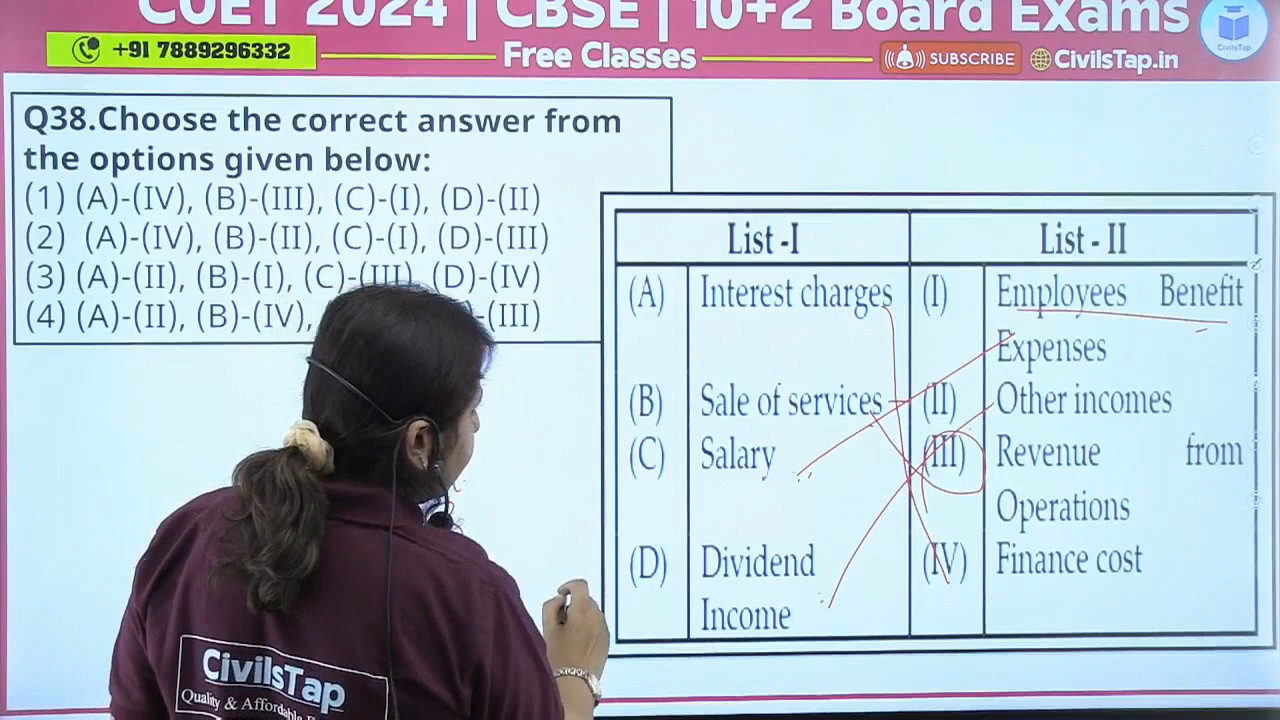 CUET 2024 | CBSE | 10+2 Board Exams
+91 7889296332
Free Classes
SUBSCRIBE
CivilsTap.in
CivilsTap
Q38.Choose the correct answer from
the options given below:
(1) (A)-(IV), (B)-(III), (C)-(I), (D)-(II)
(2) (A)-(IV), (B)-(II), (C)-(I), (D)-(III)
(3) (A)-(II), (B)-(I), (C)-(III), (D)-(IV)
(4) (A)-(II), (B)-(IV), -(III)
List -I List - II
(A) Interest charges (I) Employees Benefit
Expenses
(B) Sale of services (II) Other incomes
(C) Salary (III) Revenue from
Operations
(D) Dividend (IV) Finance cost
Income
CivilsTap
Quality & Affordable